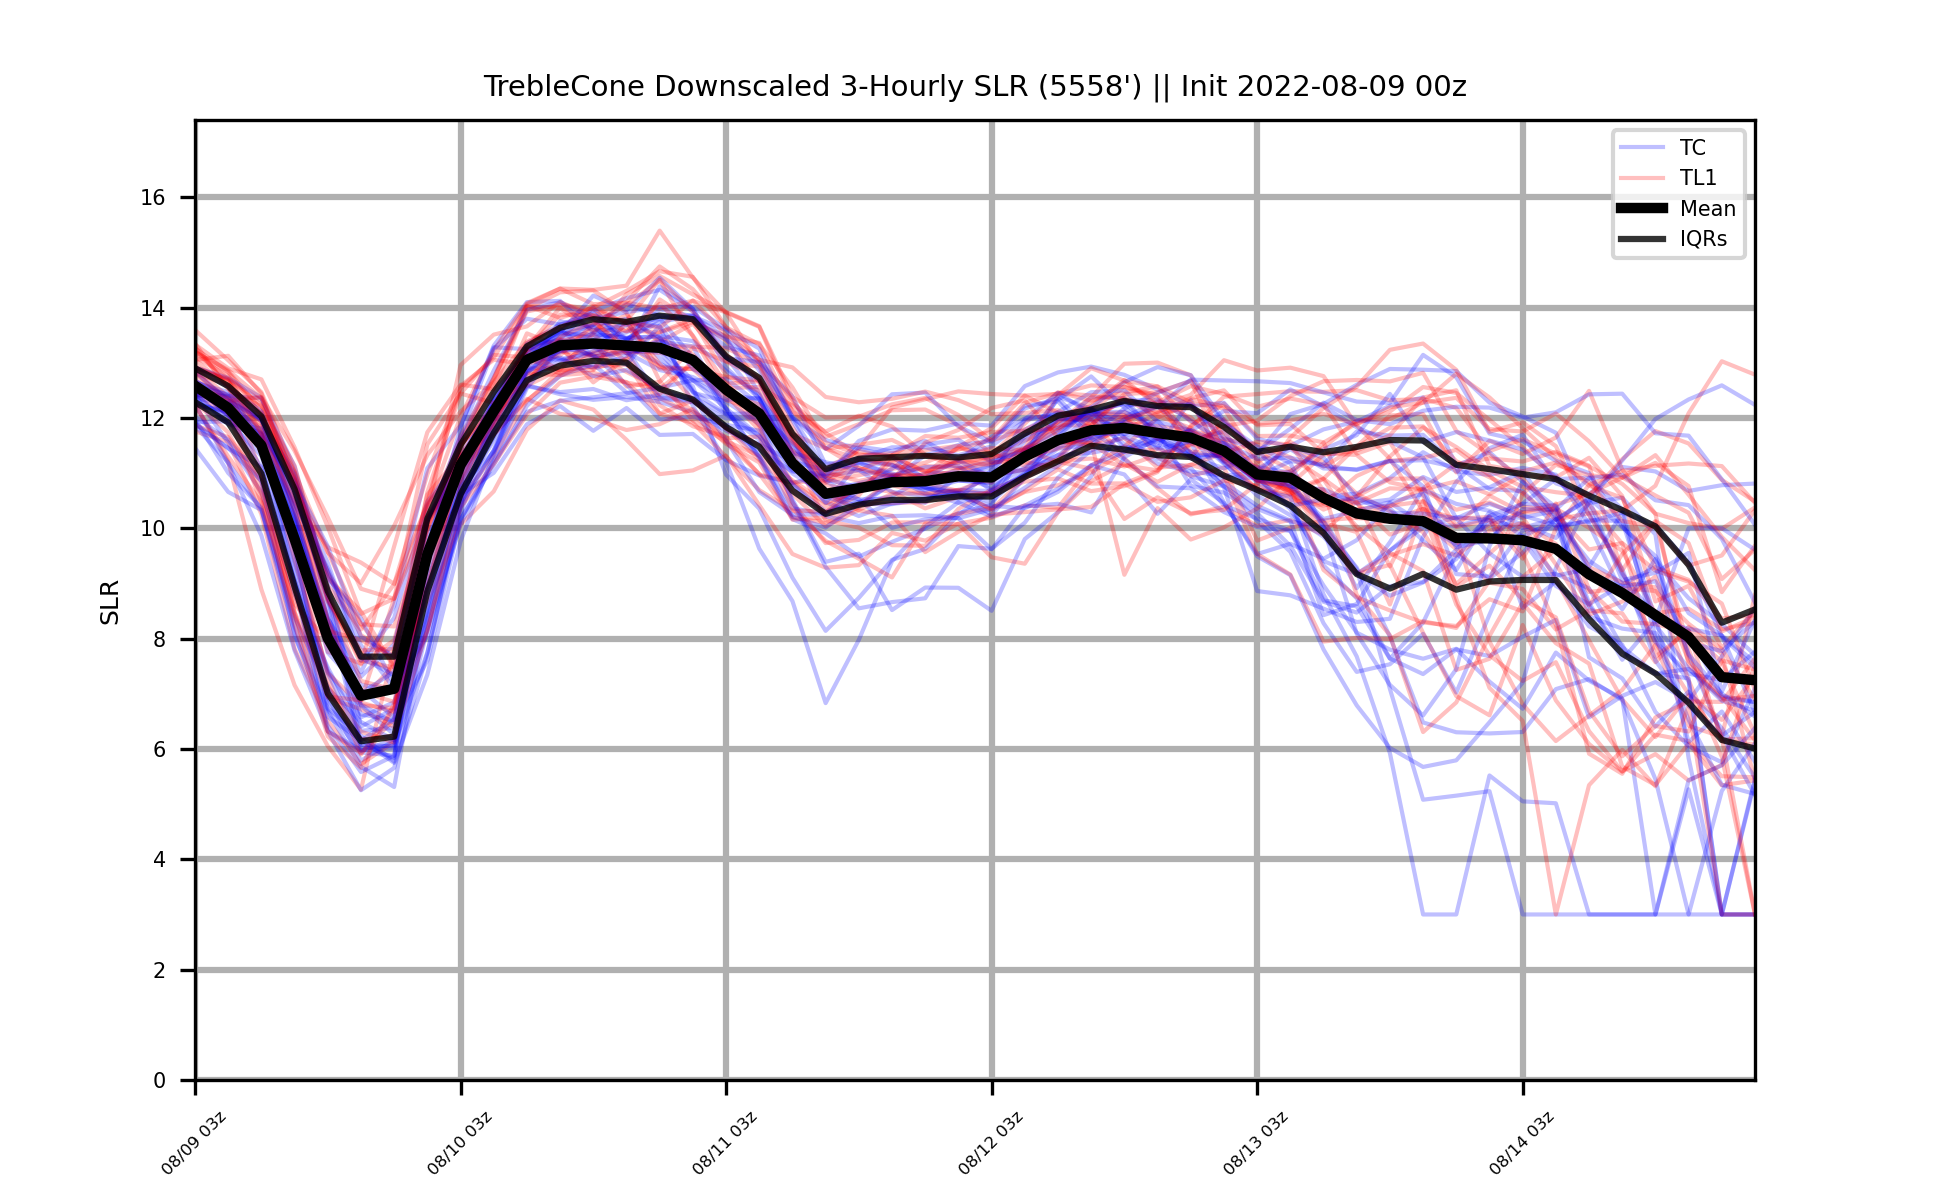 TrebleCone Downscaled 3-Hourly SLR (5558') || Init 2022-08-09 00z
TC
TL1
Mean
IQRs
16
14
12
10
8
6
4
2
0
SLR
08/09 03z
08/10 03z
08/11 03z
08/12 03z
08/13 03z
08/14 03z